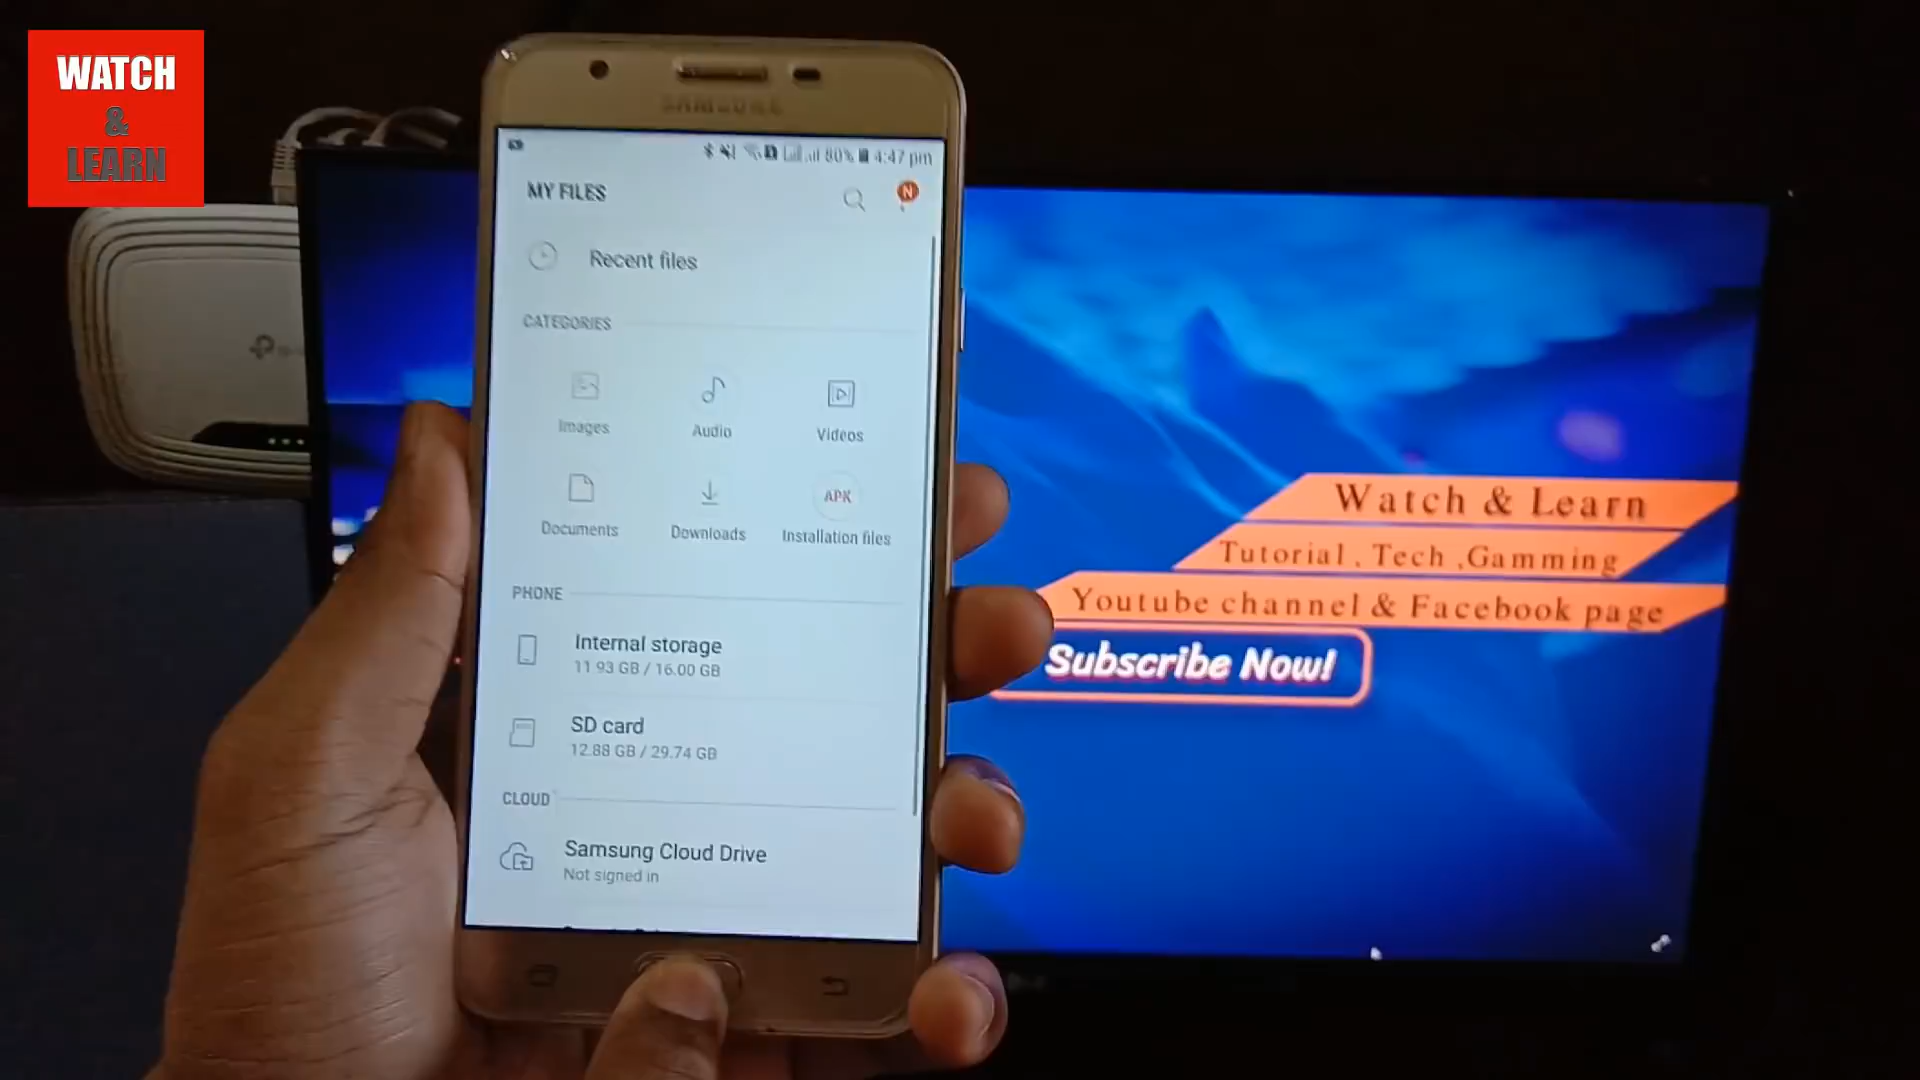 WATCH
&
LEARN
SAMSUNG
80% 4:47 pm
MY FILES
N
Recent files
CATEGORIES
Images
Audio
Videos
APK
Documents
Downloads
Installation files
PHONE
Internal storage
11.93 GB / 16.00 GB
SD card
12.88 GB / 29.74 GB
CLOUD
Samsung Cloud Drive
Not signed in
Watch & Learn
Tutorial , Tech ,Gamming
Youtube channel & Facebook page
Subscribe Now!